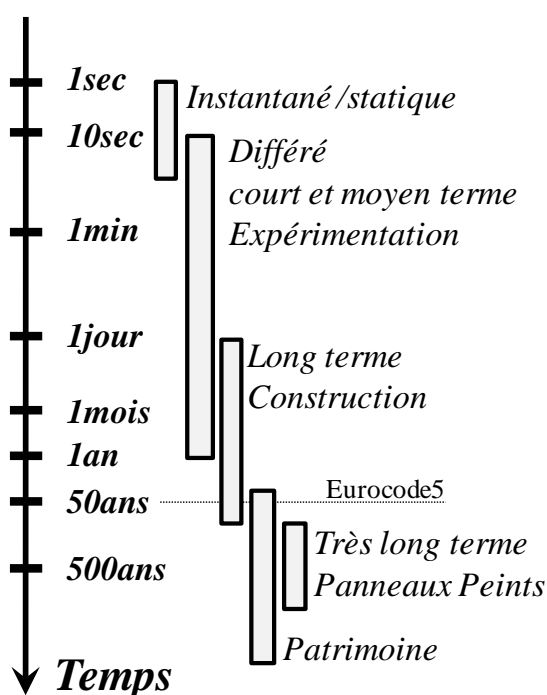 1sec
Instantané/statique
10sec
Différé
court et moyen terme
1min
Expérimentation
1jour
Long terme
Construction
1mois
1an
Eurocode5
50ans
Très long terme
500ans
Panneaux Peints
Patrimoine
Temps